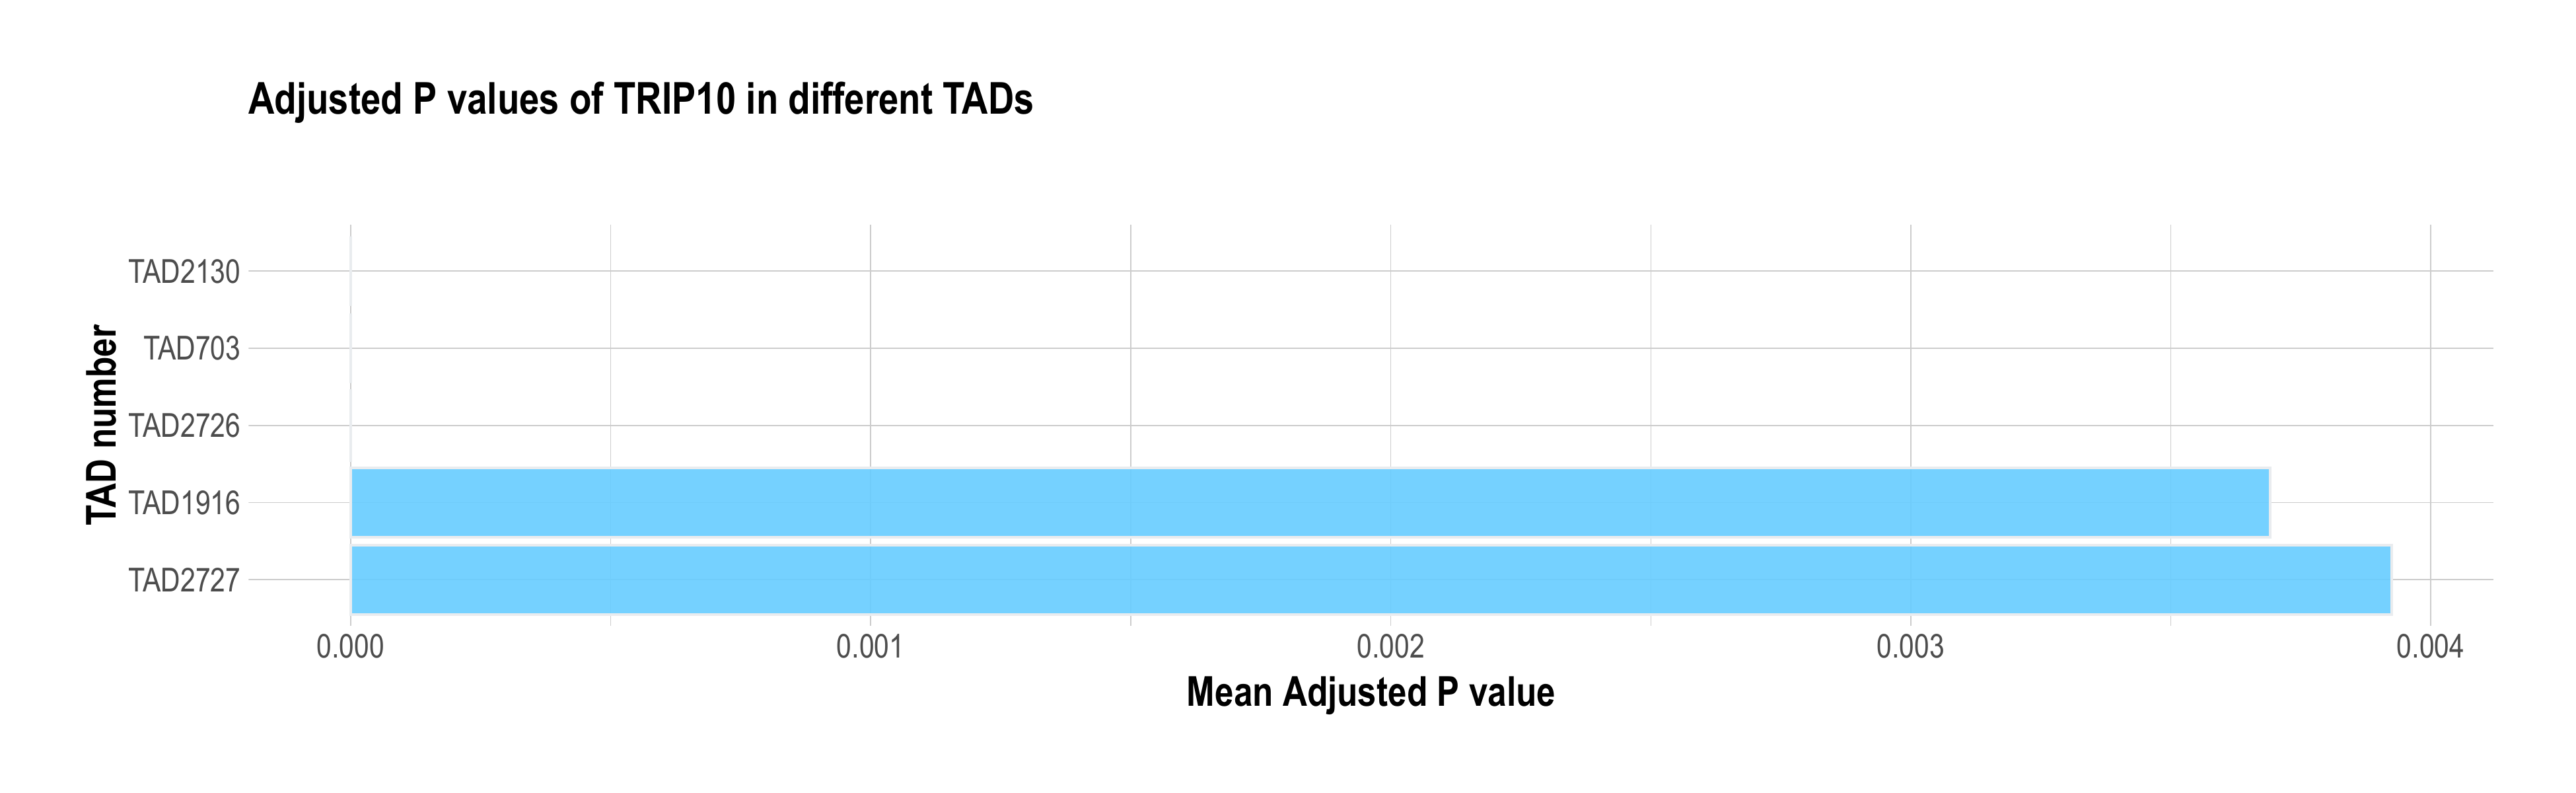 Adjusted P values of TRIP10 in different TADs
TAD number
TAD2130
TAD703
TAD2726
TAD1916
TAD2727
0.000 0.001 0.002 0.003 0.004
Mean Adjusted P value